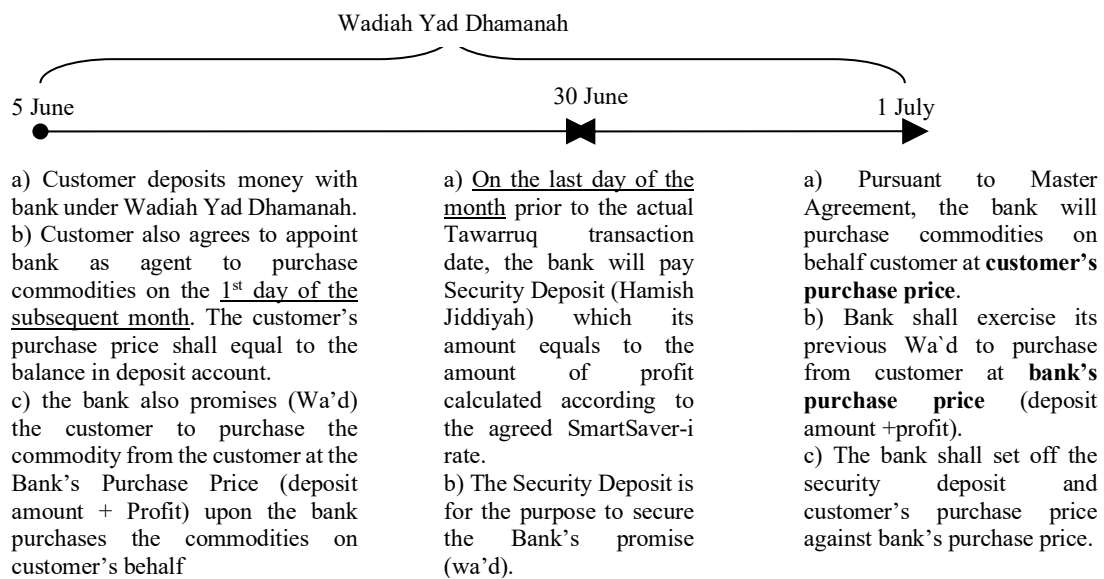 Wadiah Yad Dhamanah
5 June
30 June
1 July
a) Customer deposits money with
bank under Wadiah Yad Dhamanah.
b) Customer also agrees to appoint
bank as agent to purchase
commodities on the 1st day of the
subsequent month. The customer's
purchase price shall equal to the
balance in deposit account.
c) the bank also promises (Wa'd)
the customer to purchase the
commodity from the customer at the
Bank's Purchase Price (deposit
amount + Profit) upon the bank
purchases the commodities on
customer's behalf
a) On the last day of the
month prior to the actual
Tawarruq transaction
date, the bank will pay
Security Deposit (Hamish
Jiddiyah) which its
amount equals to the
amount of profit
calculated according to
the agreed SmartSaver-i
rate.
b) The Security Deposit is
for the purpose to secure
the Bank's promise
(wa'd).
a) Pursuant to Master
Agreement, the bank will
purchase commodities on
behalf customer at customer's
purchase price.
b) Bank shall exercise its
previous Wa`d to purchase
from customer at bank's
purchase price (deposit
amount +profit).
c) The bank shall set off the
security deposit and
customer's purchase price
against bank's purchase price.